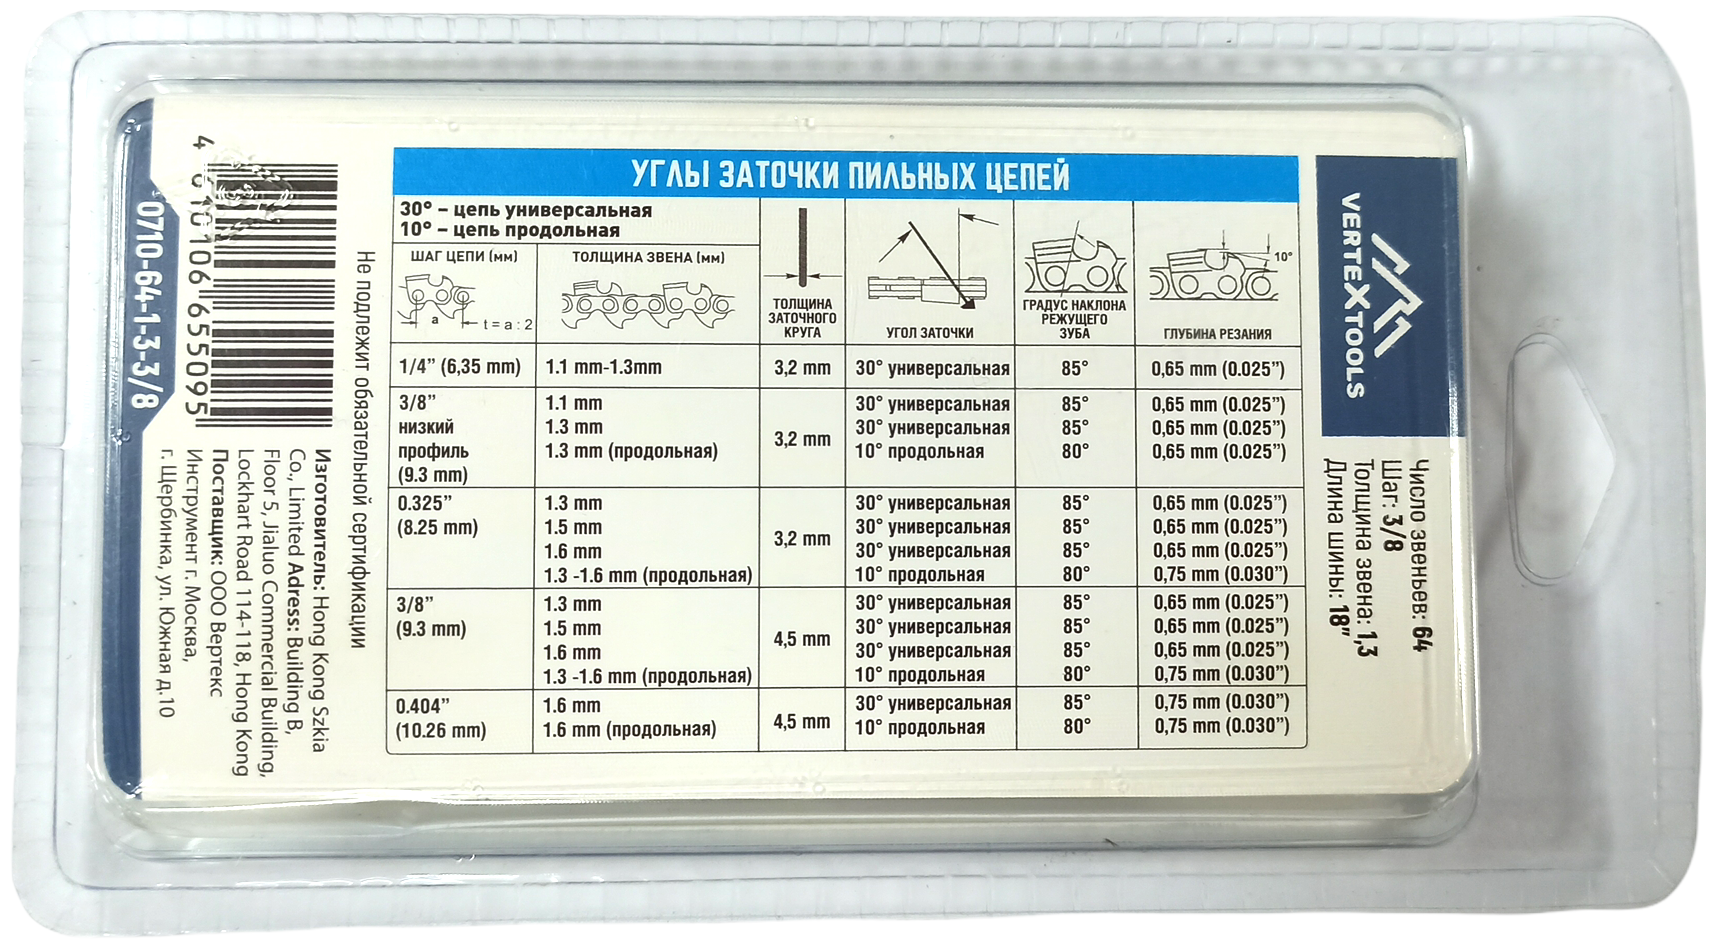 УГЛЫ ЗАТОЧКИ ПИЛЬНЫХ ЦЕПЕЙ
30° – цепь универсальная
10° – цепь продольная
ШАГ ЦЕПИ (мм)
ТОЛЩИНА ЗВЕНА (мм)
a
t = a : 2
ТОЛЩИНА
ЗАТОЧНОГО
КРУГА
УГОЛ ЗАТОЧКИ
ГРАДУС НАКЛОНА
РЕЖУЩЕГО
ЗУБА
10°
ГЛУБИНА РЕЗАНИЯ
1/4” (6,35 mm) 1.1 mm-1.3mm 3,2 mm 30° универсальная 85° 0,65 mm (0.025”)
3/8” 1.1 mm 30° универсальная 85° 0,65 mm (0.025”)
низкий 1.3 mm 3,2 mm 30° универсальная 85° 0,65 mm (0.025”)
профиль 1.3 mm (продольная) 10° продольная 80° 0,65 mm (0.025”)
(9.3 mm)
0.325” 1.3 mm 30° универсальная 85° 0,65 mm (0.025”)
(8.25 mm) 1.5 mm 3,2 mm 30° универсальная 85° 0,65 mm (0.025”)
1.6 mm 30° универсальная 85° 0,65 mm (0.025”)
1.3 -1.6 mm (продольная) 10° продольная 80° 0,75 mm (0.030”)
3/8” 1.3 mm 30° универсальная 85° 0,65 mm (0.025”)
(9.3 mm) 1.5 mm 4,5 mm 30° универсальная 85° 0,65 mm (0.025”)
1.6 mm 30° универсальная 85° 0,65 mm (0.025”)
1.3 -1.6 mm (продольная) 10° продольная 80° 0,75 mm (0.030”)
0.404” 1.6 mm 4,5 mm 30° универсальная 85° 0,75 mm (0.030”)
(10.26 mm) 1.6 mm (продольная) 10° продольная 80° 0,75 mm (0.030”)
VERTEXTOOLS
Число звеньев: 64
Шаг: 3/8
Толщина звена: 1,3
Длина шины: 18”
Не подлежит обязательной сертификации
4 610106 655095
0710-64-1-3-3/8
Изготовитель: Hong Kong Szkia
Co., Limited Adress: Building B,
Floor 5, Jialuo Commercial Building,
Lockhart Road 114-118, Hong Kong
Поставщик: ООО Вертекс
Инструмент г. Москва,
г. Щербинка, ул. Южная д.10